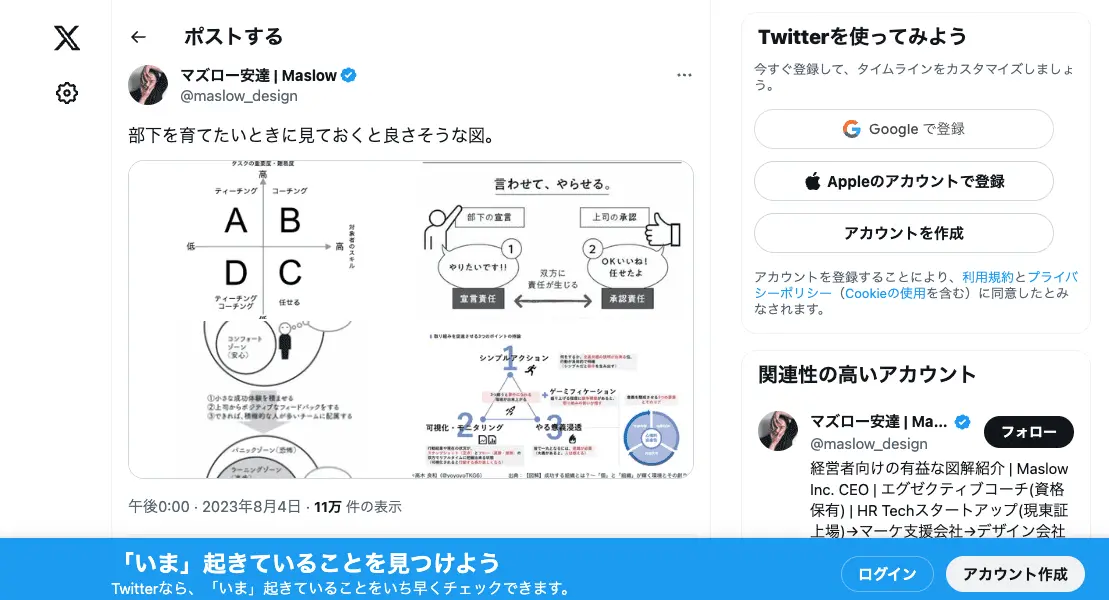 ポストする
マズロー安達 | Maslow
@maslow_design
部下を育てたいときに見ておくと良さそうな図。
タスクの重要度・難易度
高
ティーチング
コーチング
A
B
低
高
対象者のスキル
D
C
ティーチング
コーチング
任せる
低
コンフォート
ゾーン
(安心)
①小さな成功体験を積ませる
②上司からポジティブなフィードバックをする
③できれば、積極的な人が多いチームに配属する
パニックゾーン(恐怖)
ラーニングゾーン
言わせて、やらせる。
部下の宣言
上司の承認
1
2
やりたいです!!
OKいいね!
任せたよ
双方に
責任が生じる
宣言責任
承認責任
シンプルアクション
1
ゲーミフィケーション
2
3
可視化・モニタリング
やる意義浸透
午後0:00 · 2023年8月4日 · 11万 件の表示
Twitterを使ってみよう
今すぐ登録して、タイムラインをカスタマイズしましょ
う。
Google で登録
Appleのアカウントで登録
アカウントを作成
アカウントを登録することにより、利用規約とプライバ
シーポリシー（Cookieの使用を含む）に同意したとみ
なされます。
関連性の高いアカウント
マズロー安達 | Ma...
@maslow_design
フォロー
経営者向けの有益な図解紹介 | Maslow
Inc. CEO | エグゼクティブコーチ(資格
保有) | HR Techスタートアップ(現東証
上場)→マーケ支援会社→デザイン会社
「いま」起きていることを見つけよう
Twitterなら、「いま」起きていることをいち早くチェックできます。
ログイン
アカウント作成